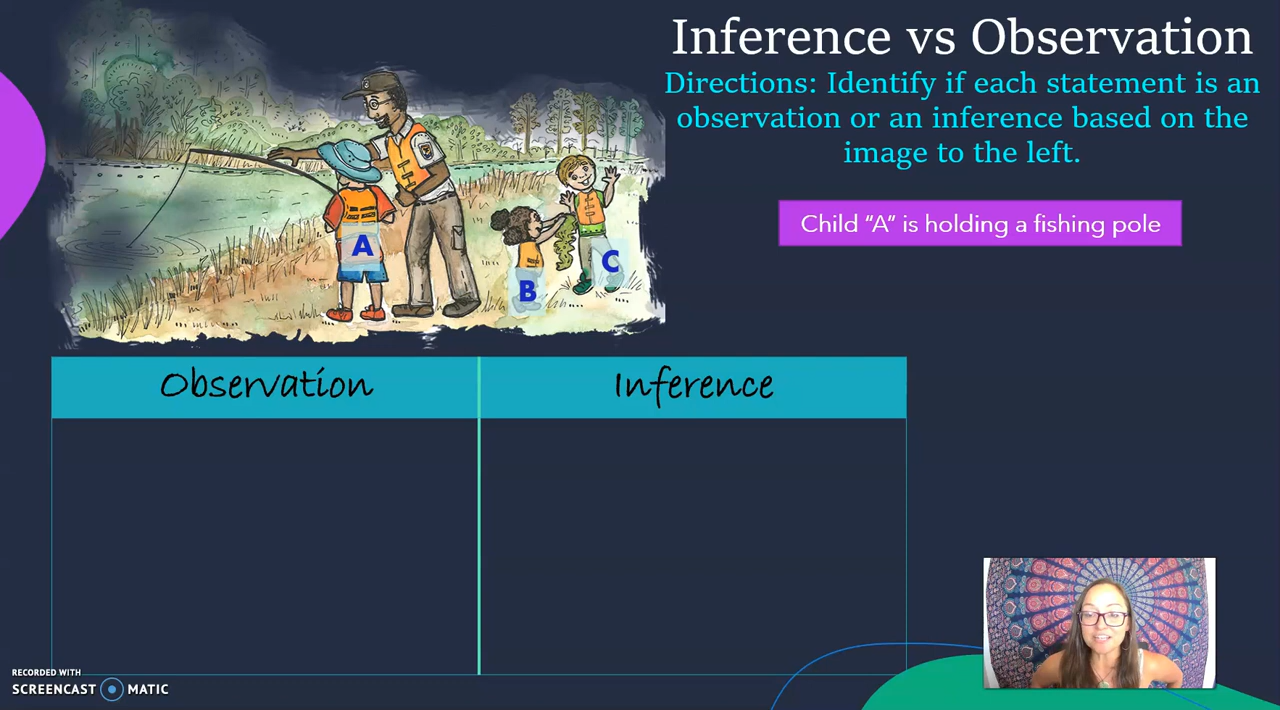 Inference vs Observation
Directions: Identify if each statement is an
observation or an inference based on the
image to the left.
Child "A" is holding a fishing pole
A
B
C
Observation
Inference
RECORDED WITH
SCREENCAST MATIC